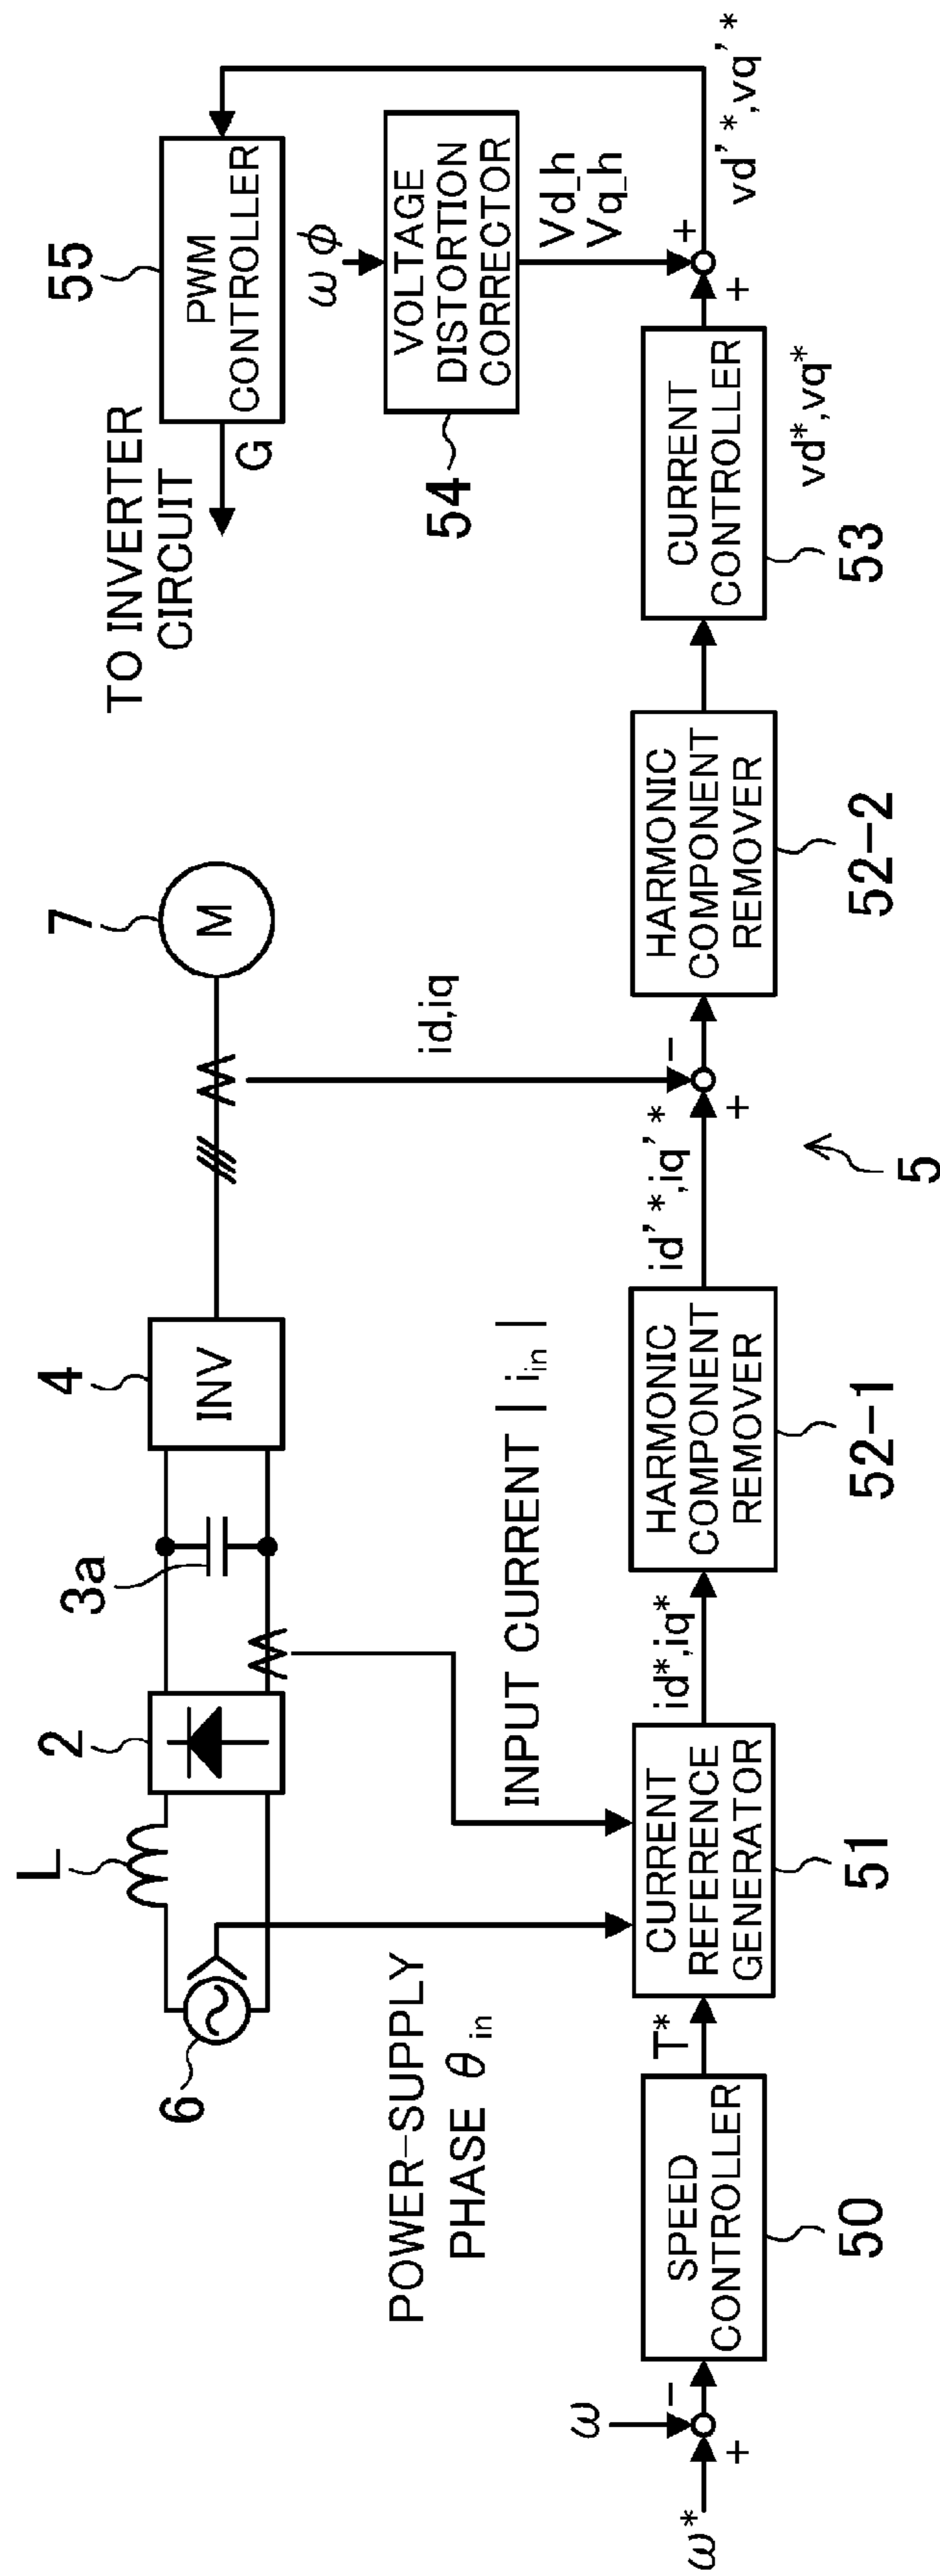 6
L
2
3a
4
INV
7
M
POWER-SUPPLY
PHASE θin
INPUT CURRENT | iin |
id,iq
TO INVERTER
CIRCUIT
G
55
PWM
CONTROLLER
ω φ
VOLTAGE
DISTORTION
CORRECTOR
54
Vd_h
Vq_h
ω*
+
ω
−
SPEED
CONTROLLER
50
T*
CURRENT
REFERENCE
GENERATOR
51
id*,iq*
HARMONIC
COMPONENT
REMOVER
52-1
id'*,iq'*
+
−
5
HARMONIC
COMPONENT
REMOVER
52-2
CURRENT
CONTROLLER
53
vd*,vq*
+
+
vd'*,vq'*